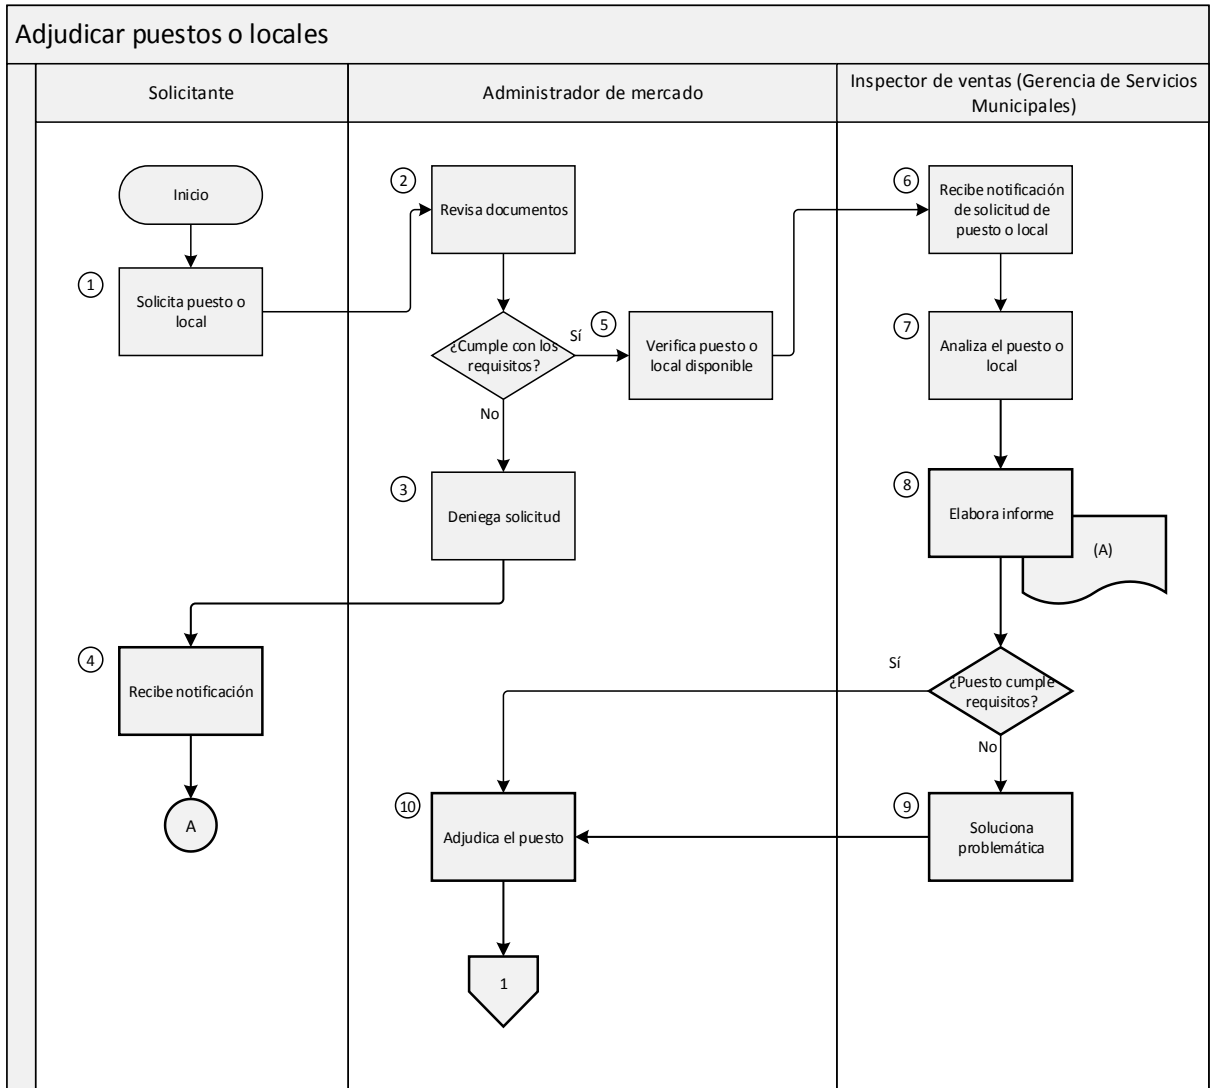 Adjudicar puestos o locales
Solicitante
Administrador de mercado
Inspector de ventas (Gerencia de Servicios
Municipales)
Inicio
1
Solicita puesto o
local
2
Revisa documentos
¿Cumple con los
requisitos?
Sí
No
5
Verifica puesto o
local disponible
3
Deniega solicitud
4
Recibe notificación
A
6
Recibe notificación
de solicitud de
puesto o local
7
Analiza el puesto o
local
8
Elabora informe
(A)
¿Puesto cumple
requisitos?
Sí
No
9
Soluciona
problemática
10
Adjudica el puesto
1